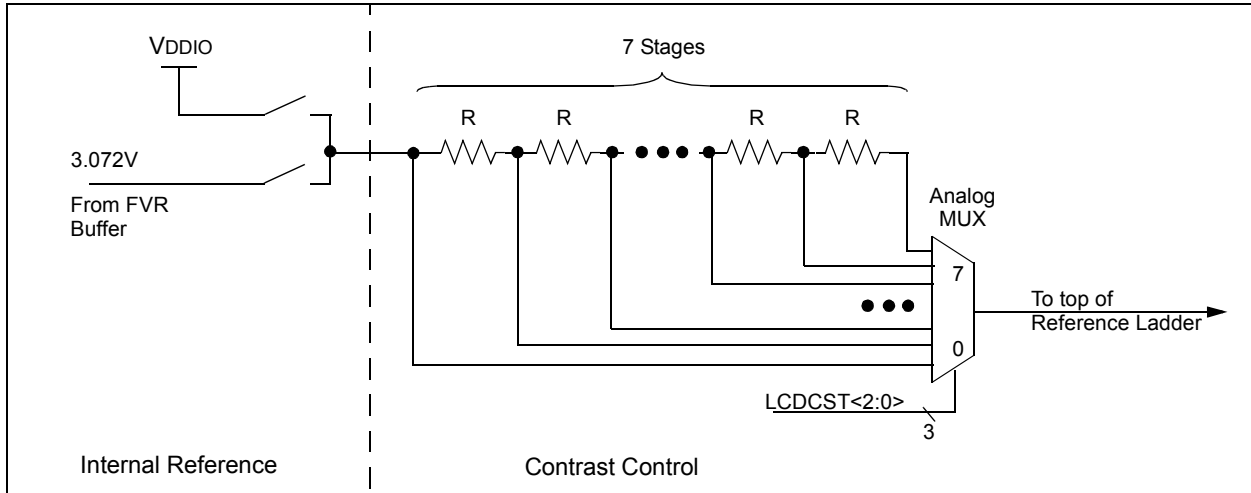 VDDIO
7 Stages
R
R
R
R
3.072V
From FVR
Buffer
Analog
MUX
7
0
To top of
Reference Ladder
LCDCST<2:0>
3
Internal Reference
Contrast Control